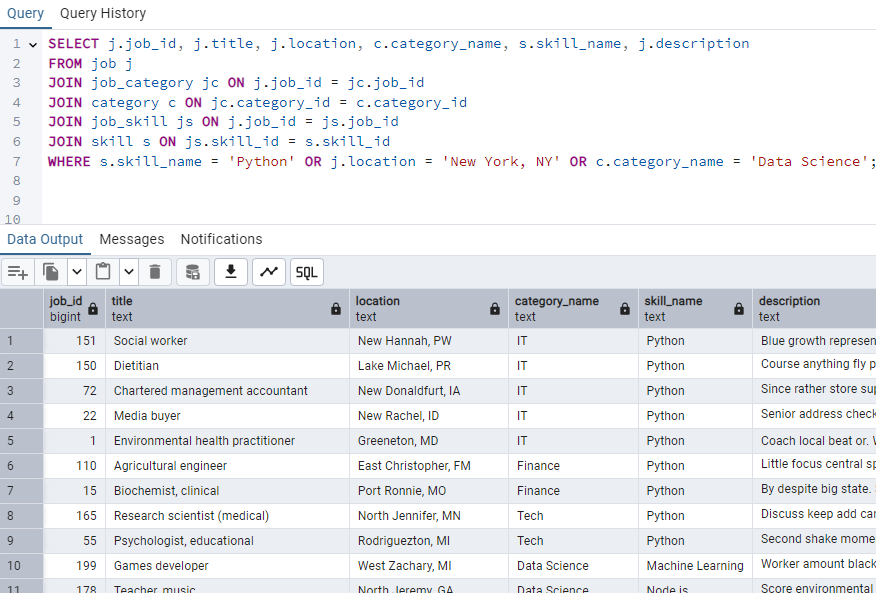 Query Query History
1 SELECT j.job_id, j.title, j.location, c.category_name, s.skill_name, j.description
2 FROM job j
3 JOIN job_category jc ON j.job_id = jc.job_id
4 JOIN category c ON jc.category_id = c.category_id
5 JOIN job_skill js ON j.job_id = js.job_id
6 JOIN skill s ON js.skill_id = s.skill_id
7 WHERE s.skill_name = 'Python' OR j.location = 'New York, NY' OR c.category_name = 'Data Science';
8
9
10
Data Output Messages Notifications
SQL
job_id title location category_name skill_name description
bigint text text text text text
1 151 Social worker New Hannah, PW IT Python Blue growth represen
2 150 Dietitian Lake Michael, PR IT Python Course anything fly p
3 72 Chartered management accountant New Donaldfurt, IA IT Python Since rather store sup
4 22 Media buyer New Rachel, ID IT Python Senior address check
5 1 Environmental health practitioner Greeneton, MD IT Python Coach local beat or.
6 110 Agricultural engineer East Christopher, FM Finance Python Little focus central sp
7 15 Biochemist, clinical Port Ronnie, MO Finance Python By despite big state.
8 165 Research scientist (medical) North Jennifer, MN Tech Python Discuss keep add car
9 55 Psychologist, educational Rodriguezton, MI Tech Python Second shake mome
10 199 Games developer West Zachary, MI Data Science Machine Learning Worker amount black
11 178 Teacher, music North Jeremy, GA Data Science Node.js Score environmental